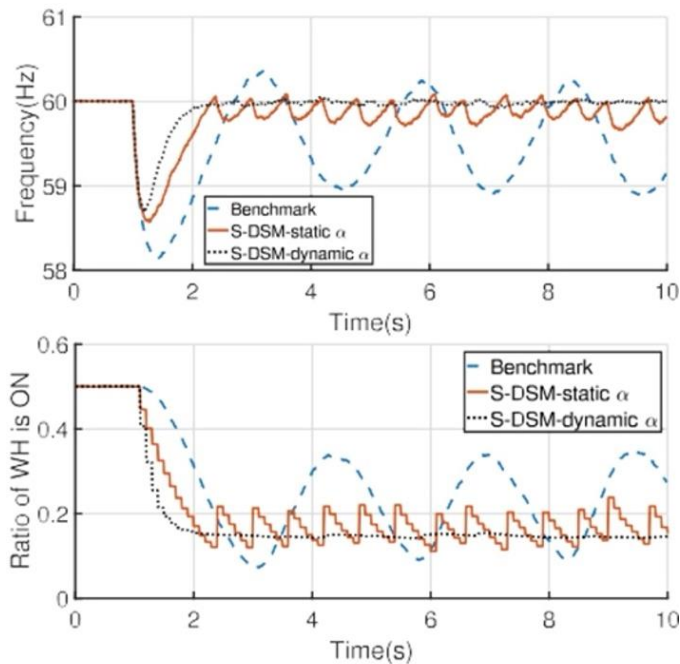 61
60
59
58
Frequency(Hz)
Benchmark
S-DSM-static α
S-DSM-dynamic α
0 2 4 6 8 10
Time(s)
0.6
0.4
0.2
0
Ratio of WH is ON
Benchmark
S-DSM-static α
S-DSM-dynamic α
0 2 4 6 8 10
Time(s)